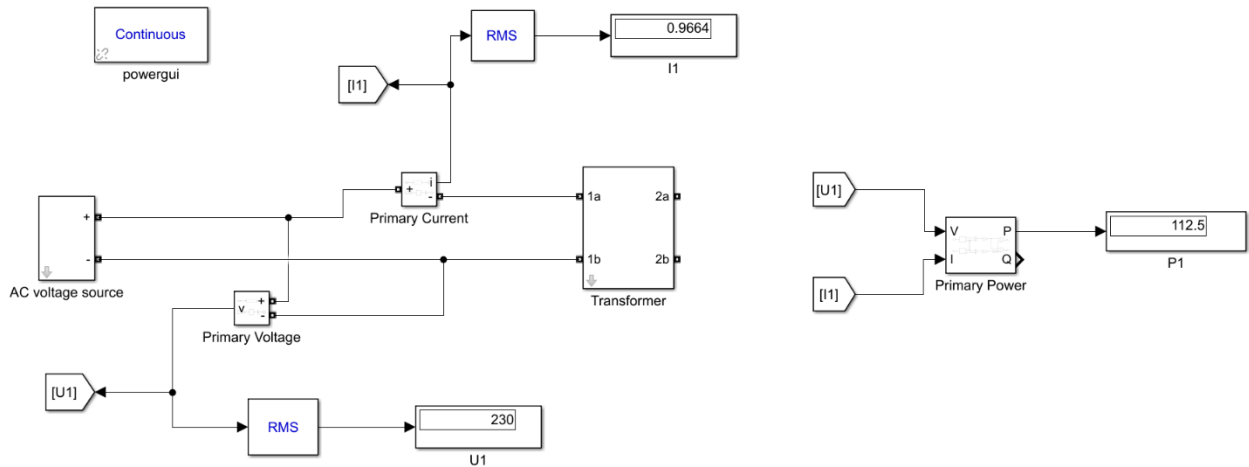 Continuous
powergui
RMS
0.9664
I1
[I1]
+
i
-
Primary Current
1a
2a
1b
2b
Transformer
+
-
AC voltage source
v
+
-
Primary Voltage
[U1]
RMS
230
U1
[U1]
[I1]
V
P
I
Q
Primary Power
112.5
P1